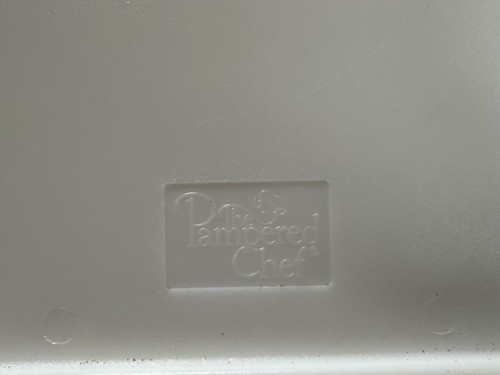 The
Pampered
Chef